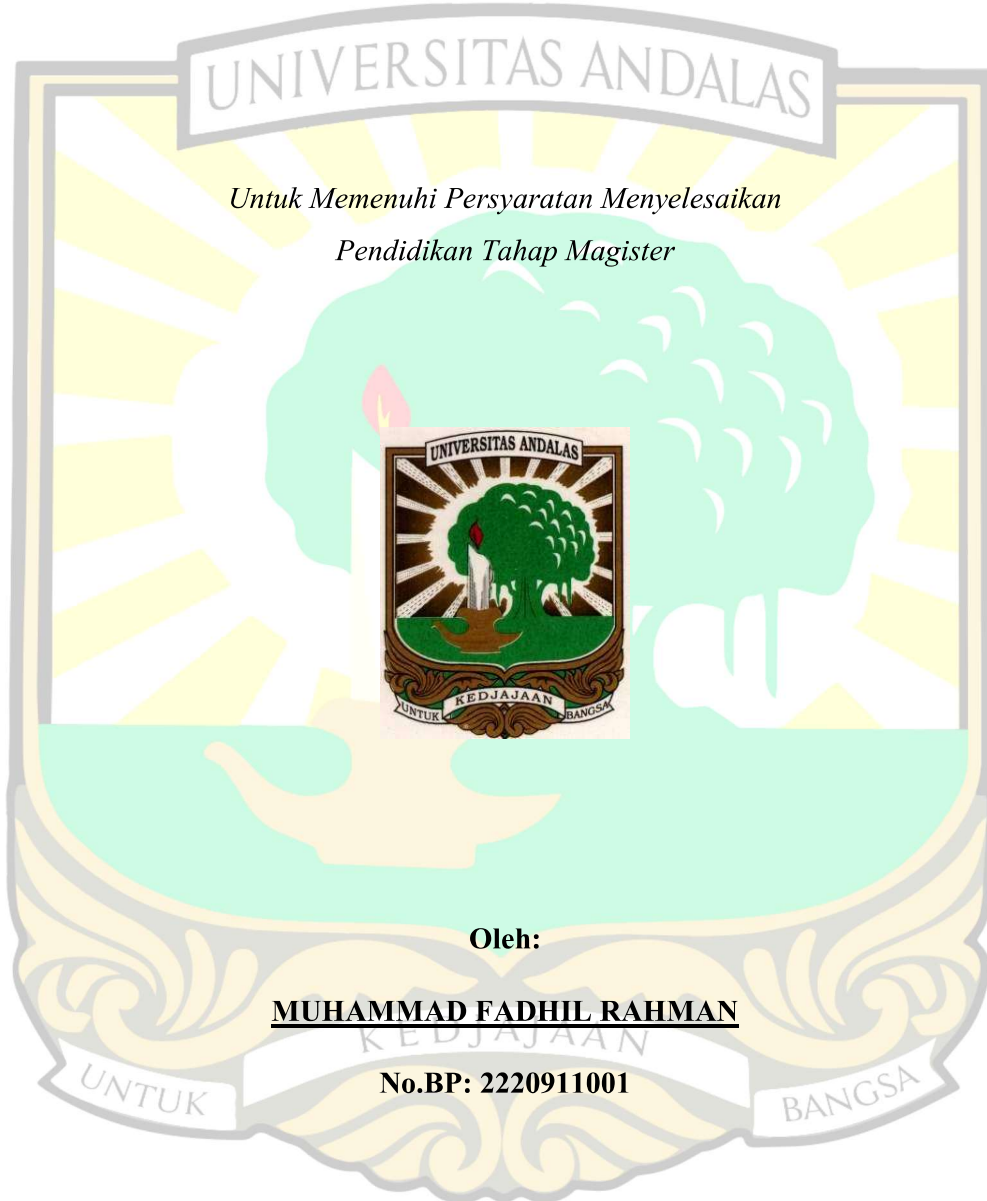 UNIVERSITAS ANDALAS
Untuk Memenuhi Persyaratan Menyelesaikan
Pendidikan Tahap Magister
UNIVERSITAS ANDALAS
UNTUK KEDJAJAAN BANGSA
Oleh:
MUHAMMAD FADHIL RAHMAN
KEDJAJAAN
No.BP: 2220911001
UNTUK
BANGSA